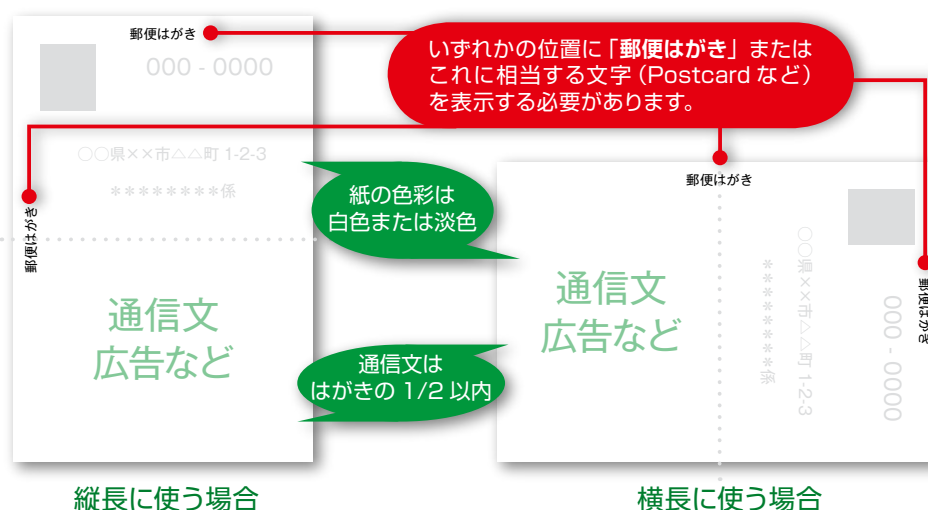 郵便はがき
000 - 0000
いずれかの位置に「郵便はがき」または
これに相当する文字（Postcard など）
を表示する必要があります。
○○県××市△△町 1-2-3
＊＊＊＊＊＊＊＊係
郵便はがき
紙の色彩は
白色または淡色
通信文
広告など
通信文は
はがきの 1/2 以内
縦長に使う場合
郵便はがき
通信文
広告など
郵便はがき
000 - 0000
○○県××市△△町 1-2-3
＊＊＊＊＊＊＊＊係
横長に使う場合